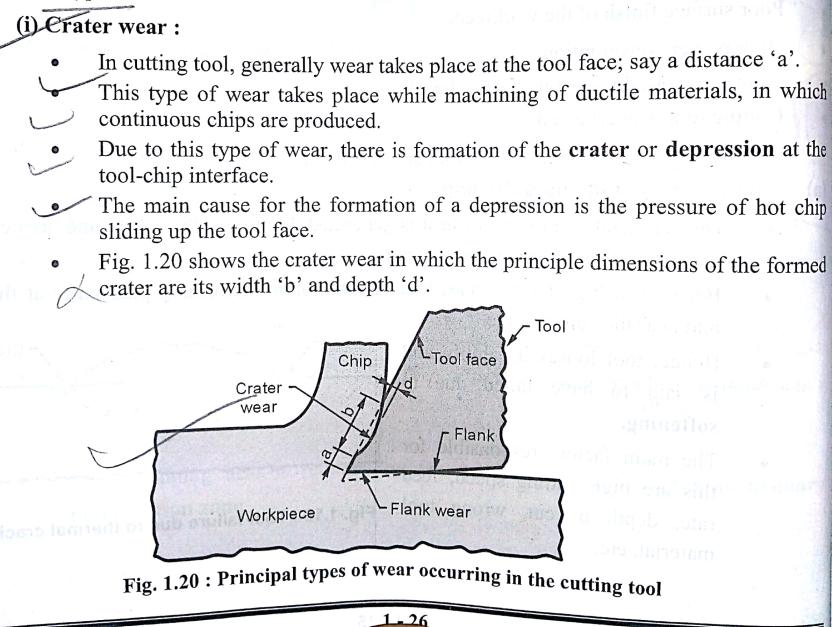 (i) Crater wear :
• In cutting tool, generally wear takes place at the tool face; say a distance ‘a’.
• This type of wear takes place while machining of ductile materials, in which
continuous chips are produced.
• Due to this type of wear, there is formation of the crater or depression at the
tool-chip interface.
• The main cause for the formation of a depression is the pressure of hot chip
sliding up the tool face.
• Fig. 1.20 shows the crater wear in which the principle dimensions of the formed
crater are its width ‘b’ and depth ‘d’.
Tool
Chip
Tool face
d
Crater
wear
b
a
Flank
Workpiece
Flank wear
Fig. 1.20 : Principal types of wear occurring in the cutting tool
1 - 26